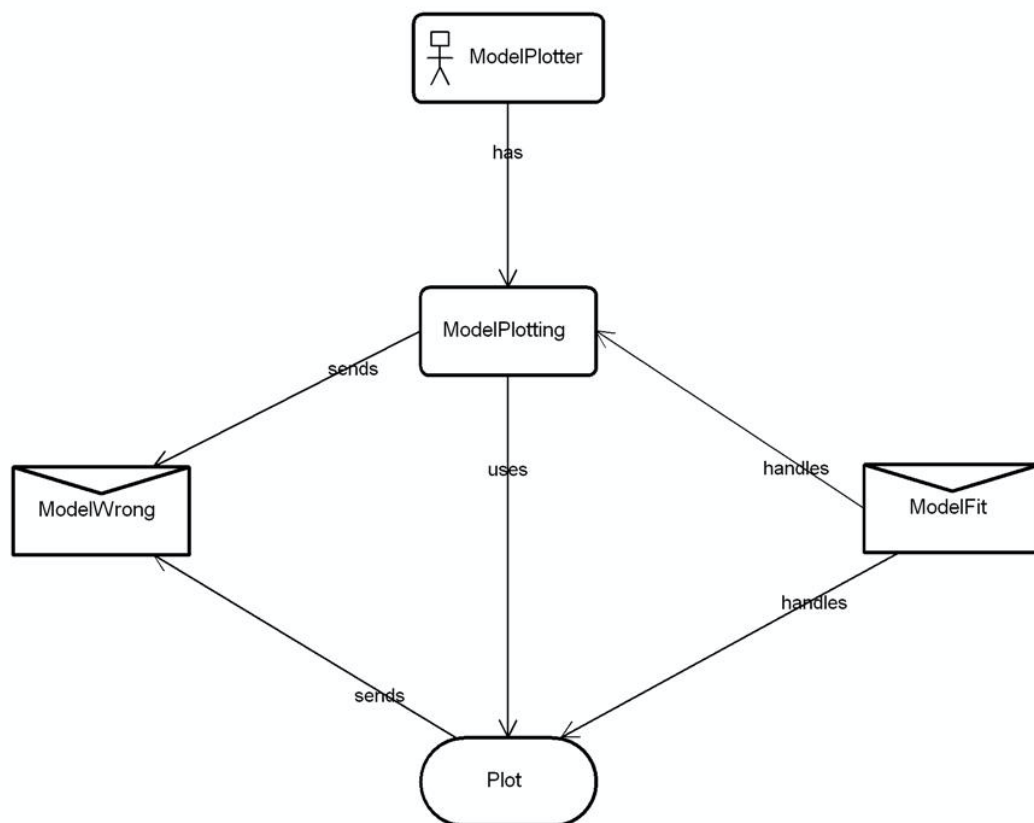 ModelPlotter
has
ModelPlotting
sends
uses
handles
ModelWrong
ModelFit
handles
sends
Plot